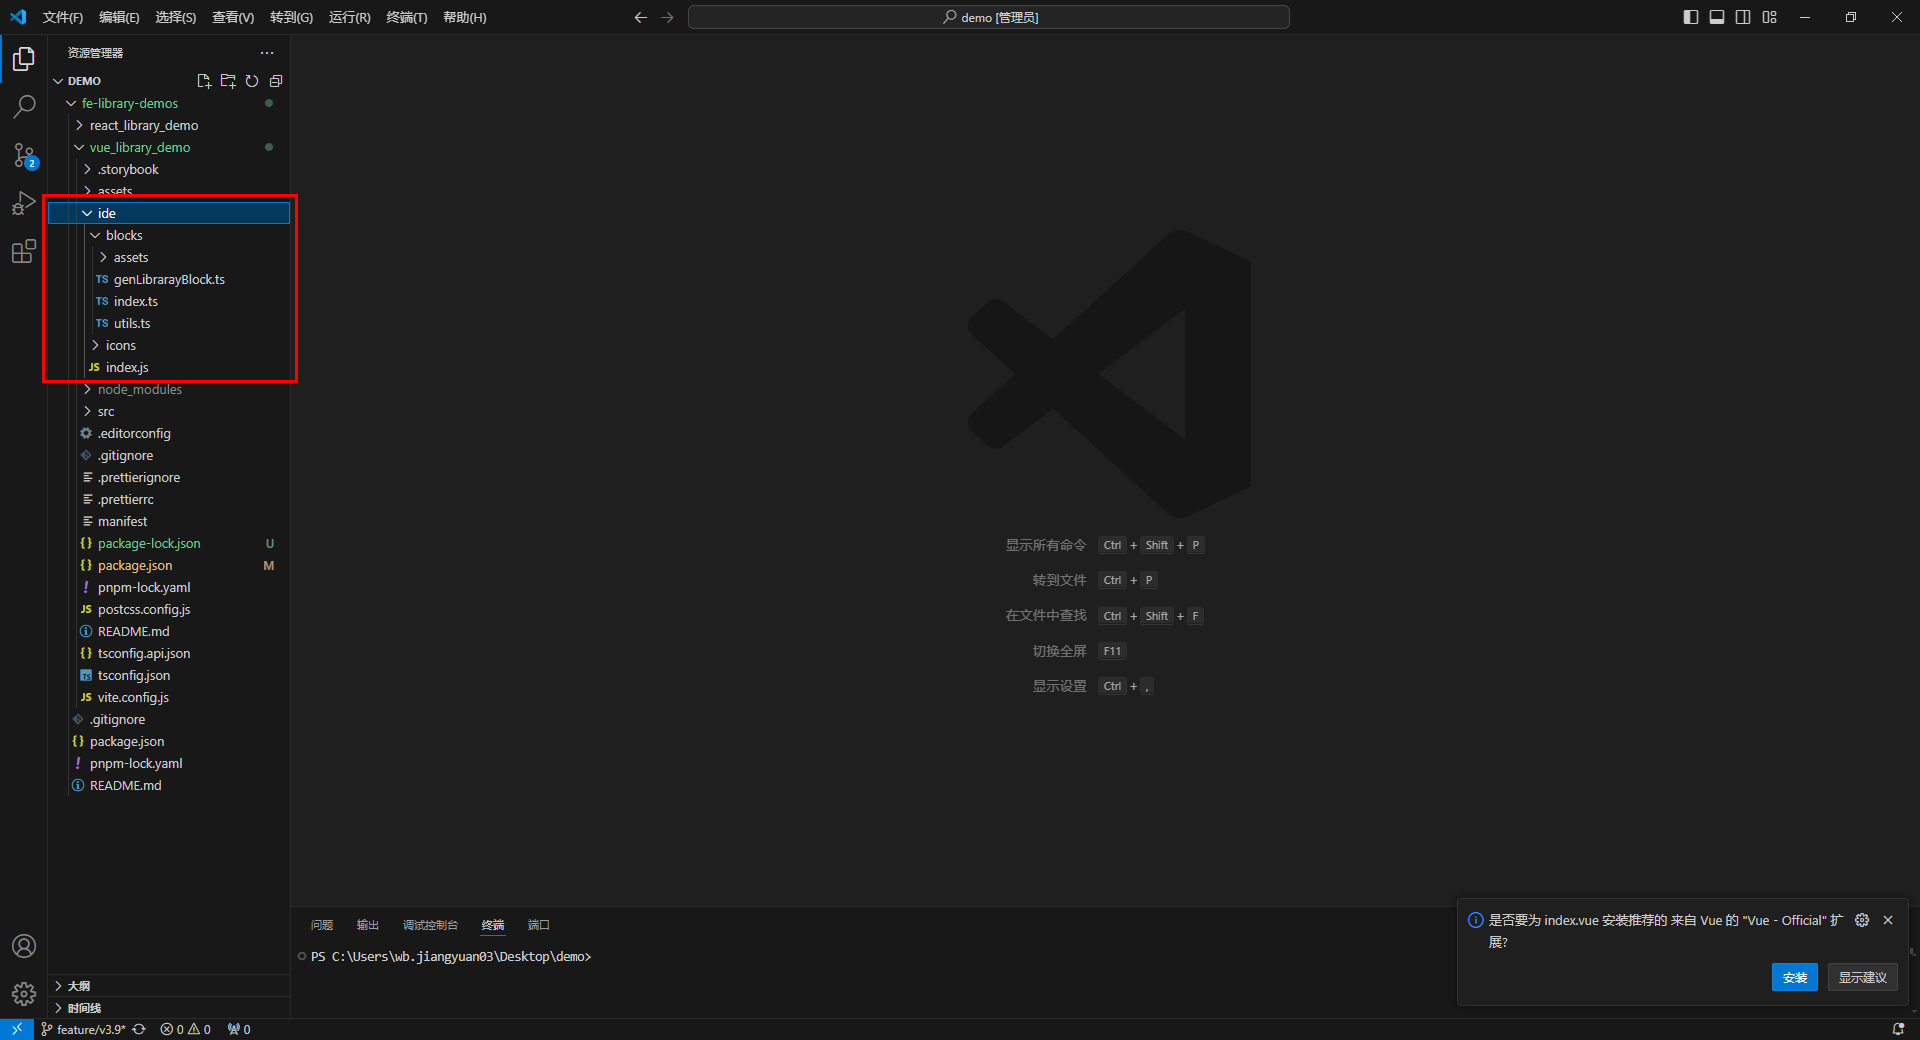 文件(F) 编辑(E) 选择(S) 查看(V) 转到(G) 运行(R) 终端(T) 帮助(H)
demo [管理员]
资源管理器
DEMO
fe-library-demos
react_library_demo
vue_library_demo
.storybook
assets
ide
blocks
assets
TS genLibrarayBlock.ts
TS index.ts
TS utils.ts
icons
JS index.js
node_modules
src
.editorconfig
.gitignore
.prettierignore
.prettierrc
manifest
{} package-lock.json U
{} package.json M
! pnpm-lock.yaml
JS postcss.config.js
README.md
{} tsconfig.api.json
TS tsconfig.json
JS vite.config.js
.gitignore
{} package.json
! pnpm-lock.yaml
README.md
2
大纲
时间线
显示所有命令 Ctrl + Shift + P
转到文件 Ctrl + P
在文件中查找 Ctrl + Shift + F
切换全屏 F11
显示设置 Ctrl + ,
问题 输出 调试控制台 终端 端口
PS C:\Users\wb.jiangyuan03\Desktop\demo>
是否要为 index.vue 安装推荐的 来自 Vue 的 "Vue - Official" 扩
展?
安装 显示建议
feature/v3.9* 0 0 0